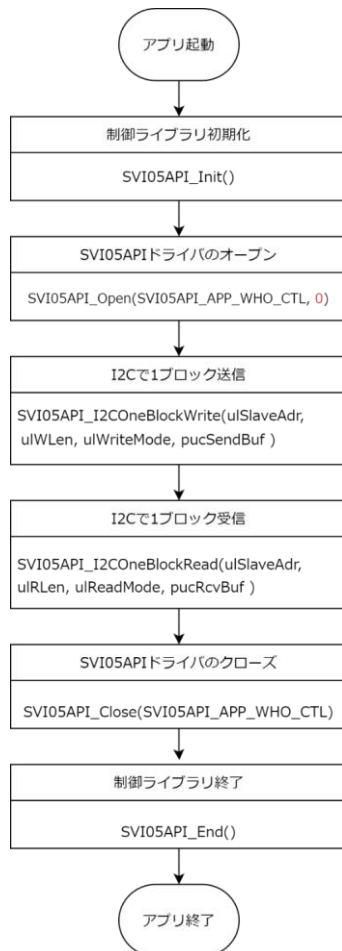 アプリ起動
制御ライブラリ初期化
SVI05API_Init()
SVI05APIドライバのオープン
SVI05API_Open(SVI05API_APP_WHO_CTL, 0)
I2Cで1ブロック送信
SVI05API_I2COneBlockWrite(ulSlaveAdr,
ulWLen, ulWriteMode, pucSendBuf )
I2Cで1ブロック受信
SVI05API_I2COneBlockRead(ulSlaveAdr,
ulRLen, ulReadMode, pucRcvBuf )
SVI05APIドライバのクローズ
SVI05API_Close(SVI05API_APP_WHO_CTL)
制御ライブラリ終了
SVI05API_End()
アプリ終了